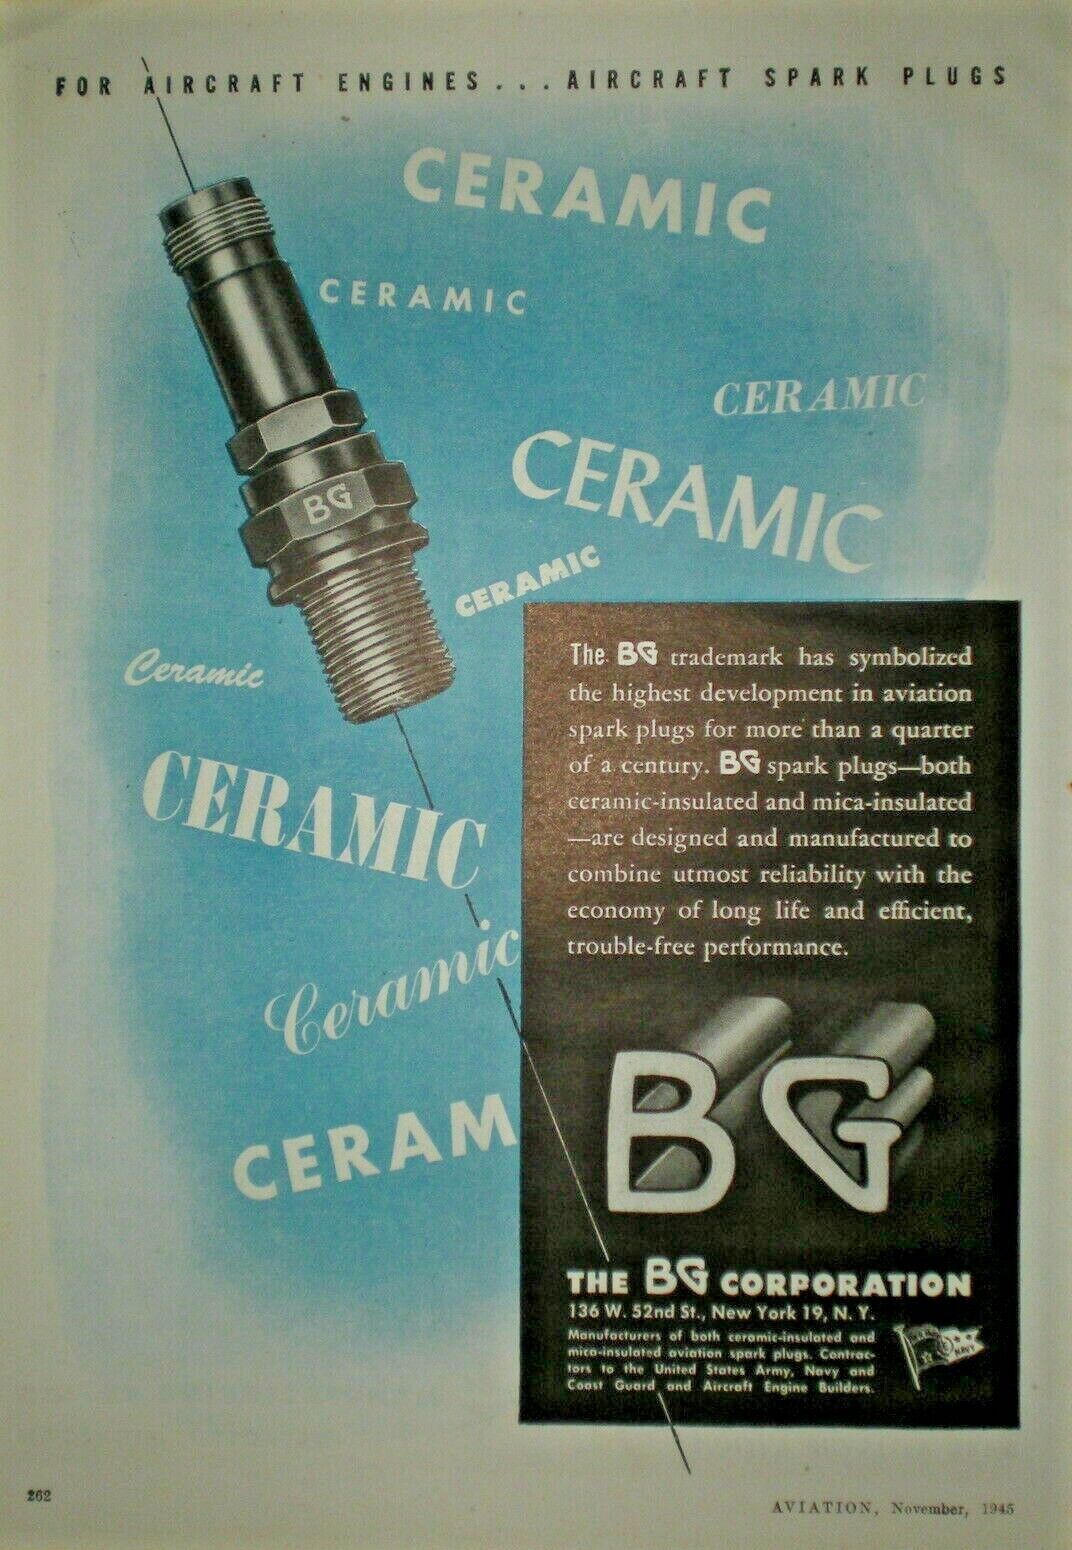 FOR AIRCRAFT ENGINES...AIRCRAFT SPARK PLUGS
CERAMIC
CERAMIC
CERAMIC
CERAMIC
BG
CERAMIC
Ceramic
CERAMIC
Ceramic
CERAM
The BG trademark has symbolized
the highest development in aviation
spark plugs for more than a quarter
of a century. BG spark plugs—both
ceramic-insulated and mica-insulated
—are designed and manufactured to
combine utmost reliability with the
economy of long life and efficient,
trouble-free performance.
BG
THE BG CORPORATION
136 W. 52nd St., New York 19, N. Y.
Manufacturers of both ceramic-insulated and
mica-insulated aviation spark plugs. Contrac-
tors to the United States Army, Navy and
Coast Guard and Aircraft Engine Builders.
NAVY
262
AVIATION, November, 1945